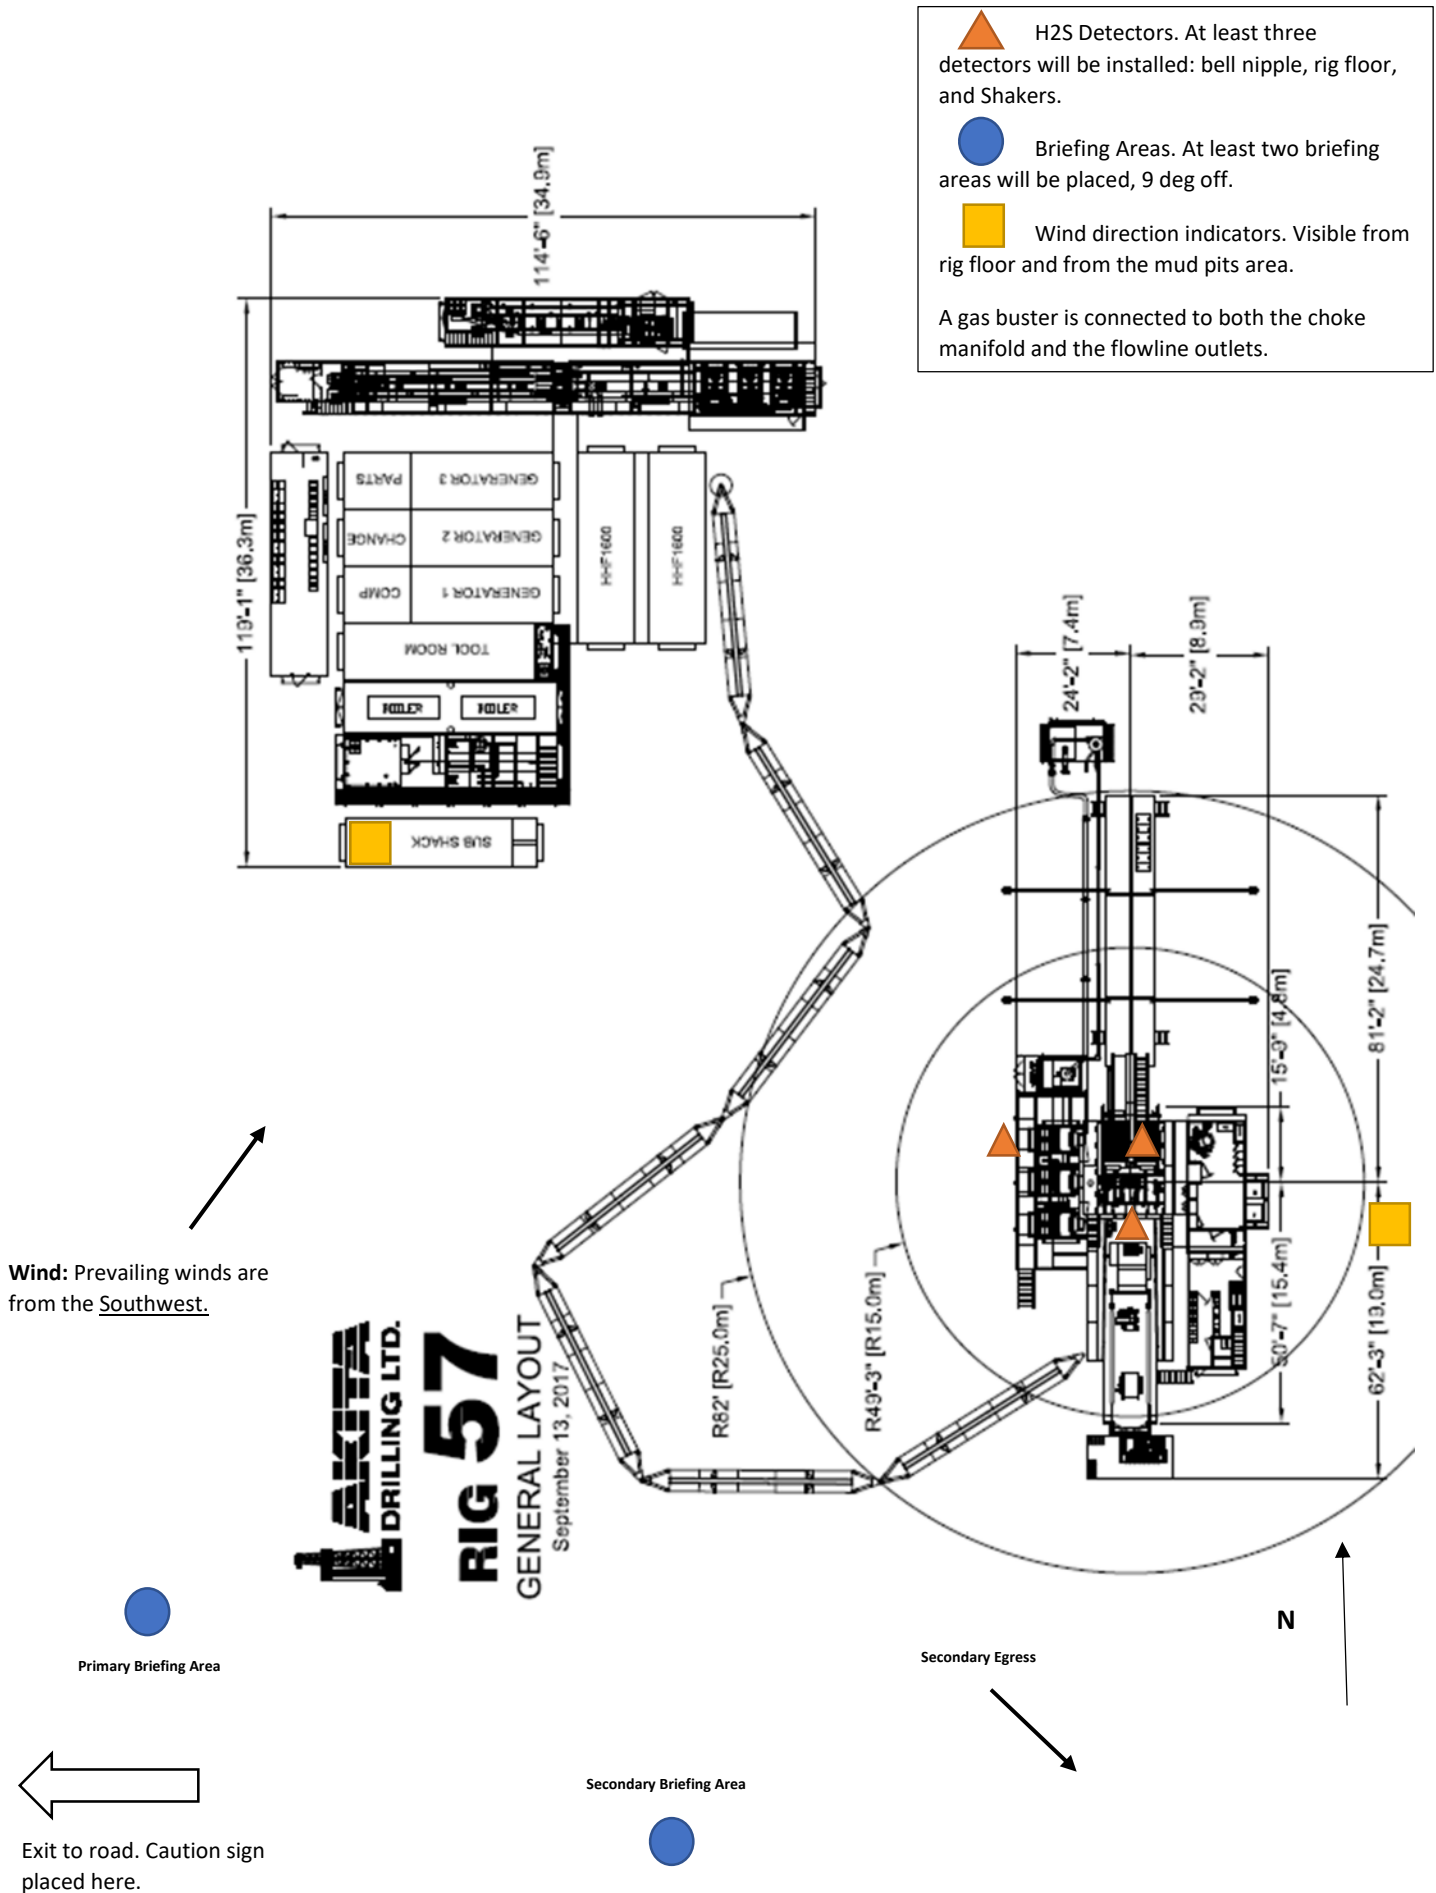 H2S Detectors. At least three
detectors will be installed: bell nipple, rig floor,
and Shakers.
Briefing Areas. At least two briefing
areas will be placed, 9 deg off.
Wind direction indicators. Visible from
rig floor and from the mud pits area.
A gas buster is connected to both the choke
manifold and the flowline outlets.
114'-6" [34.9m]
119'-1" [36.3m]
PARTS
GENERATOR 3
CHANGE
GENERATOR 2
COMP
GENERATOR 1
TOOL ROOM
BOILER
BOILER
SUB SHACK
HHF1600
HHF1600
24'-2" [7.4m]
29'-2" [8.9m]
81'-2" [24.7m]
15'-9" [4.8m]
50'-7" [15.4m]
62'-3" [19.0m]
R82' [R25.0m]
R49'-3" [R15.0m]
Wind: Prevailing winds are
from the Southwest.
AKITA
DRILLING LTD.
RIG 57
GENERAL LAYOUT
September 13, 2017
N
Primary Briefing Area
Secondary Egress
Secondary Briefing Area
Exit to road. Caution sign
placed here.